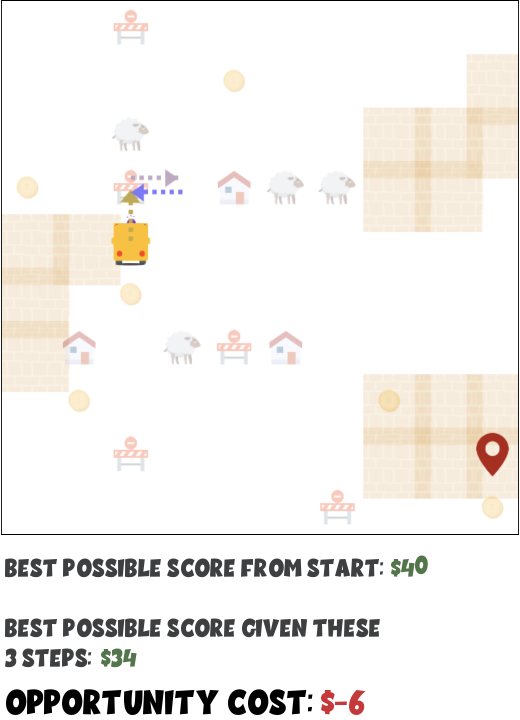 BEST POSSIBLE SCORE FROM START: $40
BEST POSSIBLE SCORE GIVEN THESE
3 STEPS: $34
OPPORTUNITY COST: $-6